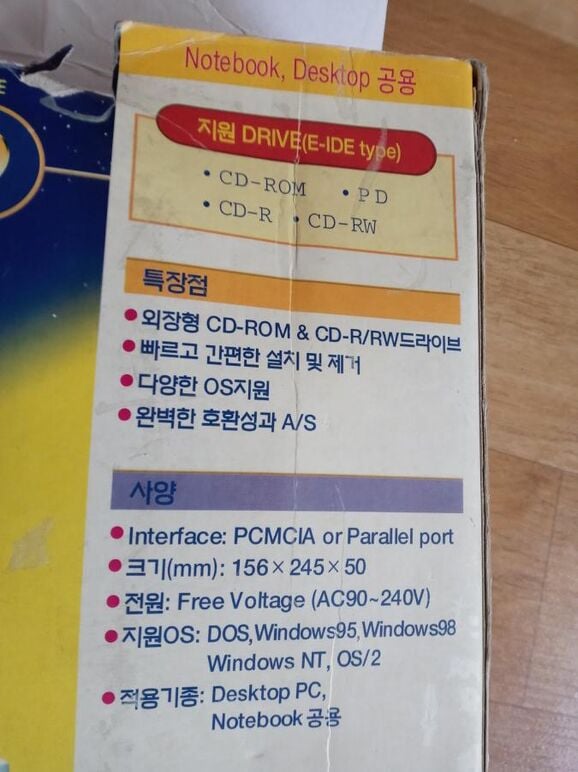 E
Notebook, Desktop 공용
지원 DRIVE(E-IDE type)
• CD-ROM • PD
• CD-R • CD-RW
특장점
• 외장형 CD-ROM & CD-R/RW드라이브
• 빠르고 간편한 설치 및 제거
• 다양한 OS지원
• 완벽한 호환성과 A/S
사양
• Interface: PCMCIA or Parallel port
• 크기(mm): 156×245×50
• 전원: Free Voltage (AC90~240V)
• 지원OS: DOS,Windows95,Windows98
Windows NT, OS/2
• 적용기종: Desktop PC,
Notebook 공용